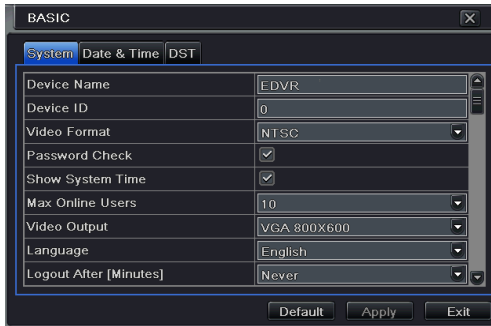 BASIC
System Date & Time DST
Device Name EDVR
Device ID 0
Video Format NTSC
Password Check
Show System Time
Max Online Users 10
Video Output VGA 800X600
Language English
Logout After [Minutes] Never
Default Apply Exit